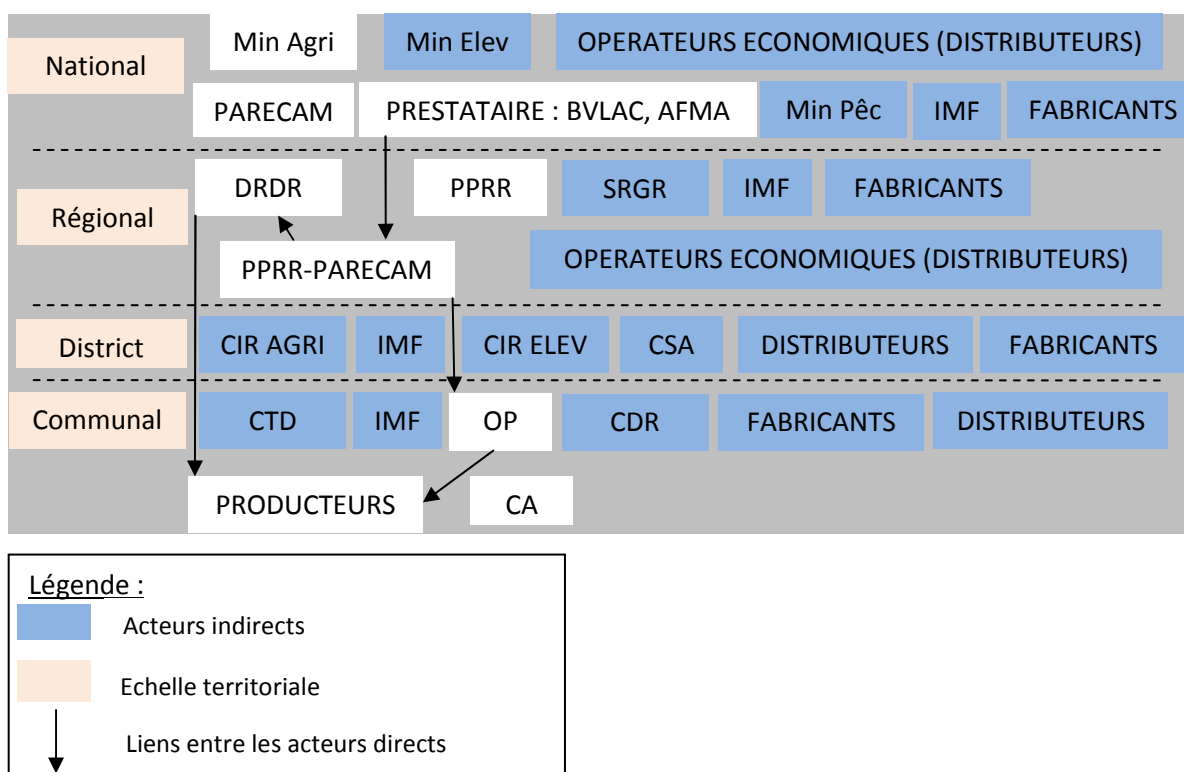 National
Min Agri
Min Elev
OPERATEURS ECONOMIQUES (DISTRIBUTEURS)
PARECAM
PRESTATAIRE : BVLAC, AFMA
Min Pêc
IMF
FABRICANTS
Régional
DRDR
PPRR
SRGR
IMF
FABRICANTS
PPRR-PARECAM
OPERATEURS ECONOMIQUES (DISTRIBUTEURS)
District
CIR AGRI
IMF
CIR ELEV
CSA
DISTRIBUTEURS
FABRICANTS
Communal
CTD
IMF
OP
CDR
FABRICANTS
DISTRIBUTEURS
PRODUCTEURS
CA
Légende :
Acteurs indirects
Echelle territoriale
Liens entre les acteurs directs